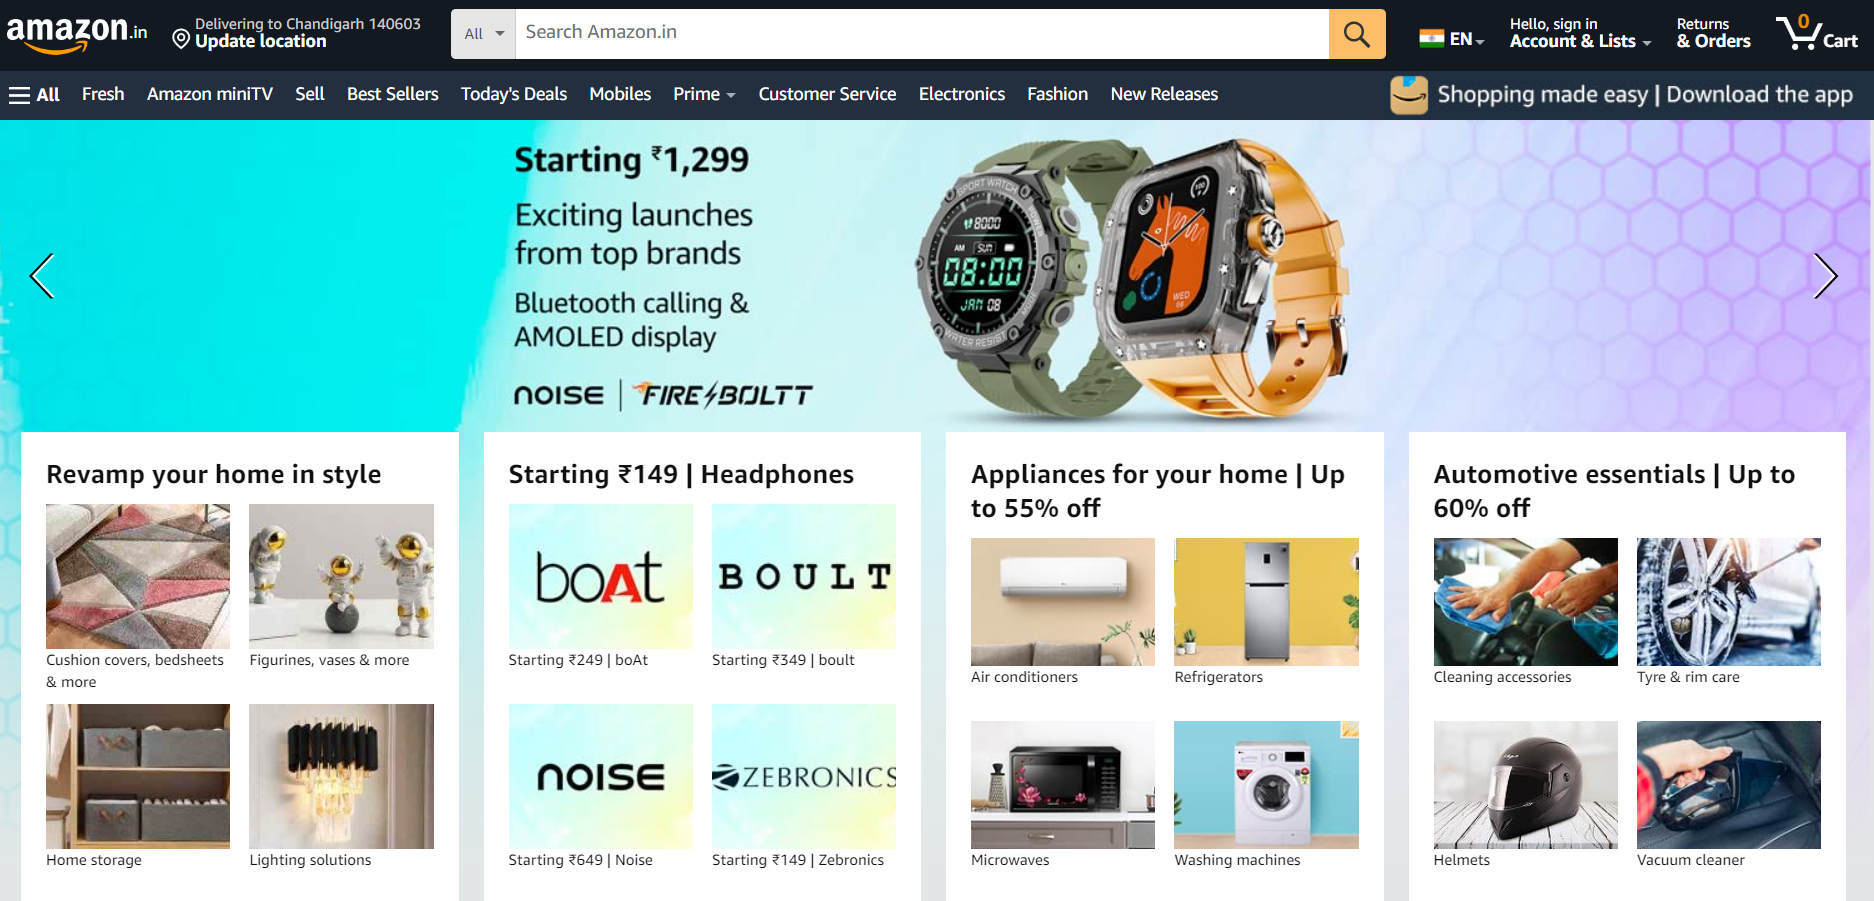 amazon.in
Delivering to Chandigarh 140603
Update location
All
Search Amazon.in
EN
Hello, sign in
Account & Lists
Returns
& Orders
0
Cart
All
Fresh
Amazon miniTV
Sell
Best Sellers
Today's Deals
Mobiles
Prime
Customer Service
Electronics
Fashion
New Releases
Shopping made easy | Download the app
Starting ₹1,299
Exciting launches
from top brands
Bluetooth calling &
AMOLED display
NOISE | FIRE BOLTT
SPORT WATCH
POWER
8000
AM SUN
08:00
JAN 08
WATER RESIST
MODE
100
WED
06
Revamp your home in style
Cushion covers, bedsheets
& more
Figurines, vases & more
Home storage
Lighting solutions
Starting ₹149 | Headphones
boAt
Starting ₹249 | boAt
BOULT
Starting ₹349 | boult
NOISE
Starting ₹649 | Noise
ZEBRONICS
Starting ₹149 | Zebronics
Appliances for your home | Up
to 55% off
Air conditioners
Refrigerators
Microwaves
Washing machines
Automotive essentials | Up to
60% off
Cleaning accessories
Tyre & rim care
Helmets
Vacuum cleaner